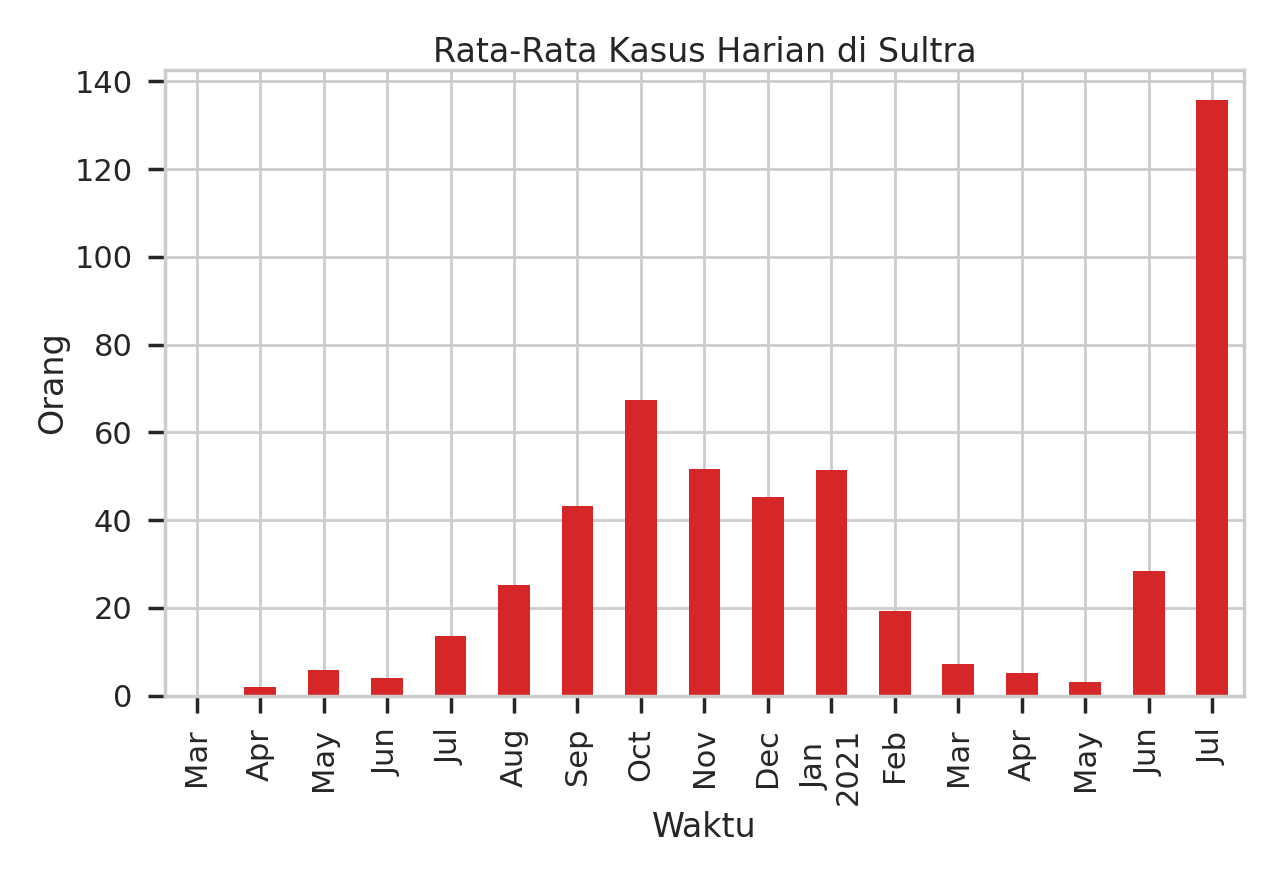 Rata-Rata Kasus Harian di Sultra
140
120
100
80
60
40
20
0
Orang
Mar
Apr
May
Jun
Jul
Aug
Sep
Oct
Nov
Dec
Jan
2021
Feb
Mar
Apr
May
Jun
Jul
Waktu